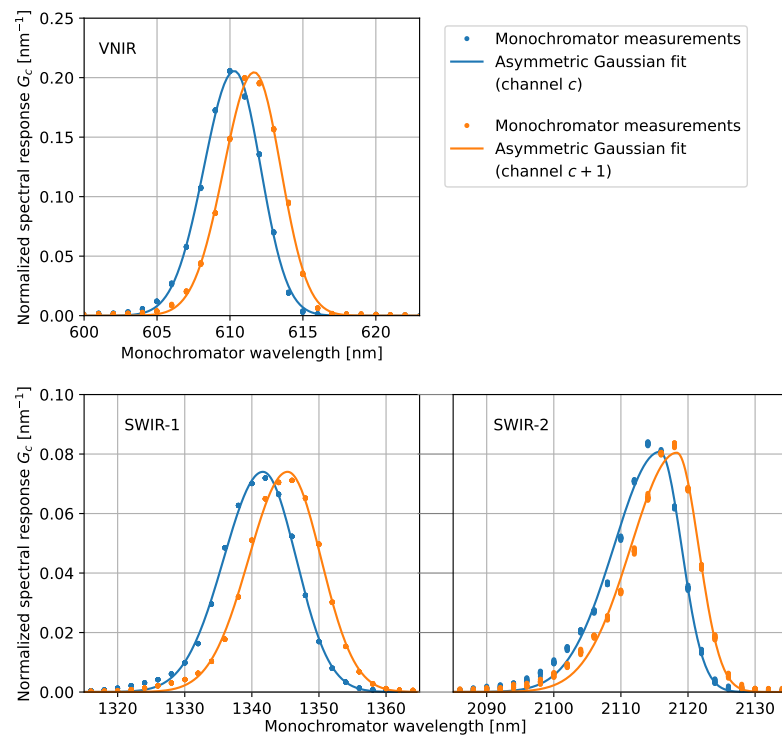 Normalized spectral response G_c [nm⁻¹]
0.25
0.20
0.15
0.10
0.05
0.00
VNIR
600 605 610 615 620
Monochromator wavelength [nm]
Monochromator measurements
Asymmetric Gaussian fit
(channel c)
Monochromator measurements
Asymmetric Gaussian fit
(channel c + 1)
Normalized spectral response G_c [nm⁻¹]
0.10
0.08
0.06
0.04
0.02
0.00
SWIR-1
SWIR-2
1320 1330 1340 1350 1360 2090 2100 2110 2120 2130
Monochromator wavelength [nm]